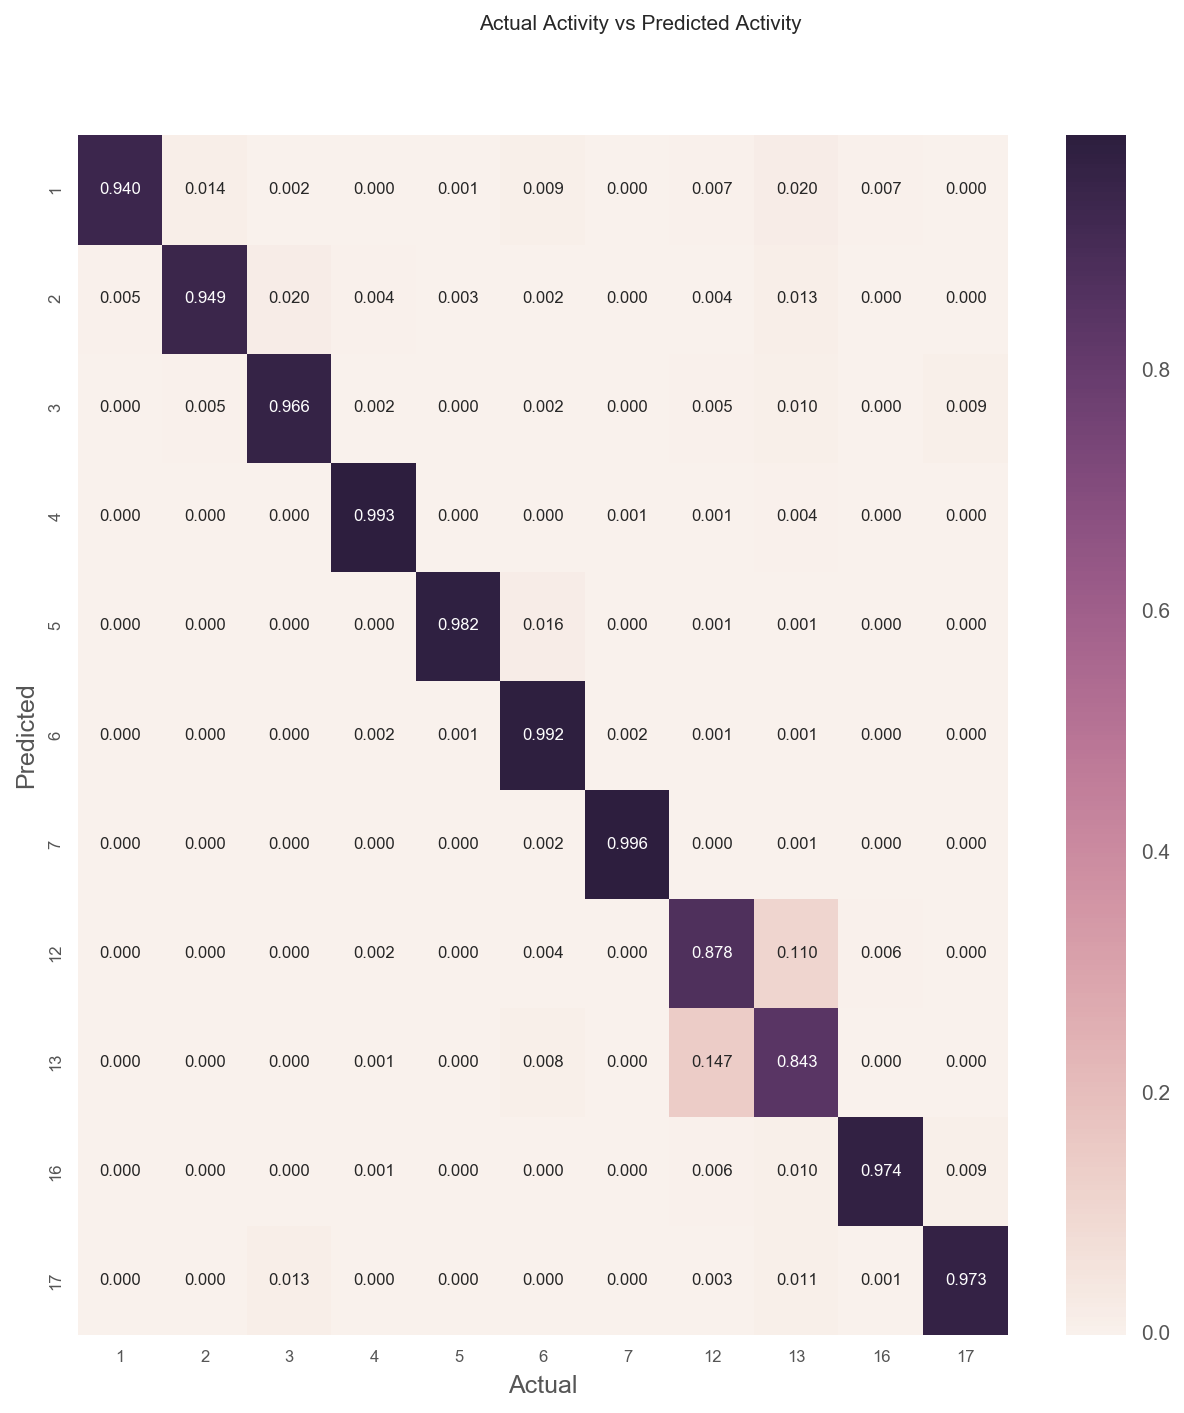 Actual Activity vs Predicted Activity
1 0.940 0.014 0.002 0.000 0.001 0.009 0.000 0.007 0.020 0.007 0.000
2 0.005 0.949 0.020 0.004 0.003 0.002 0.000 0.004 0.013 0.000 0.000
0.8
3 0.000 0.005 0.966 0.002 0.000 0.002 0.000 0.005 0.010 0.000 0.009
4 0.000 0.000 0.000 0.993 0.000 0.000 0.001 0.001 0.004 0.000 0.000
0.6
5 0.000 0.000 0.000 0.000 0.982 0.016 0.000 0.001 0.001 0.000 0.000
Predicted
6 0.000 0.000 0.000 0.002 0.001 0.992 0.002 0.001 0.001 0.000 0.000
7 0.000 0.000 0.000 0.000 0.000 0.002 0.996 0.000 0.001 0.000 0.000
0.4
12 0.000 0.000 0.000 0.002 0.000 0.004 0.000 0.878 0.110 0.006 0.000
13 0.000 0.000 0.000 0.001 0.000 0.008 0.000 0.147 0.843 0.000 0.000
0.2
16 0.000 0.000 0.000 0.001 0.000 0.000 0.000 0.006 0.010 0.974 0.009
17 0.000 0.000 0.013 0.000 0.000 0.000 0.000 0.003 0.011 0.001 0.973
0.0
1 2 3 4 5 6 7 12 13 16 17
Actual